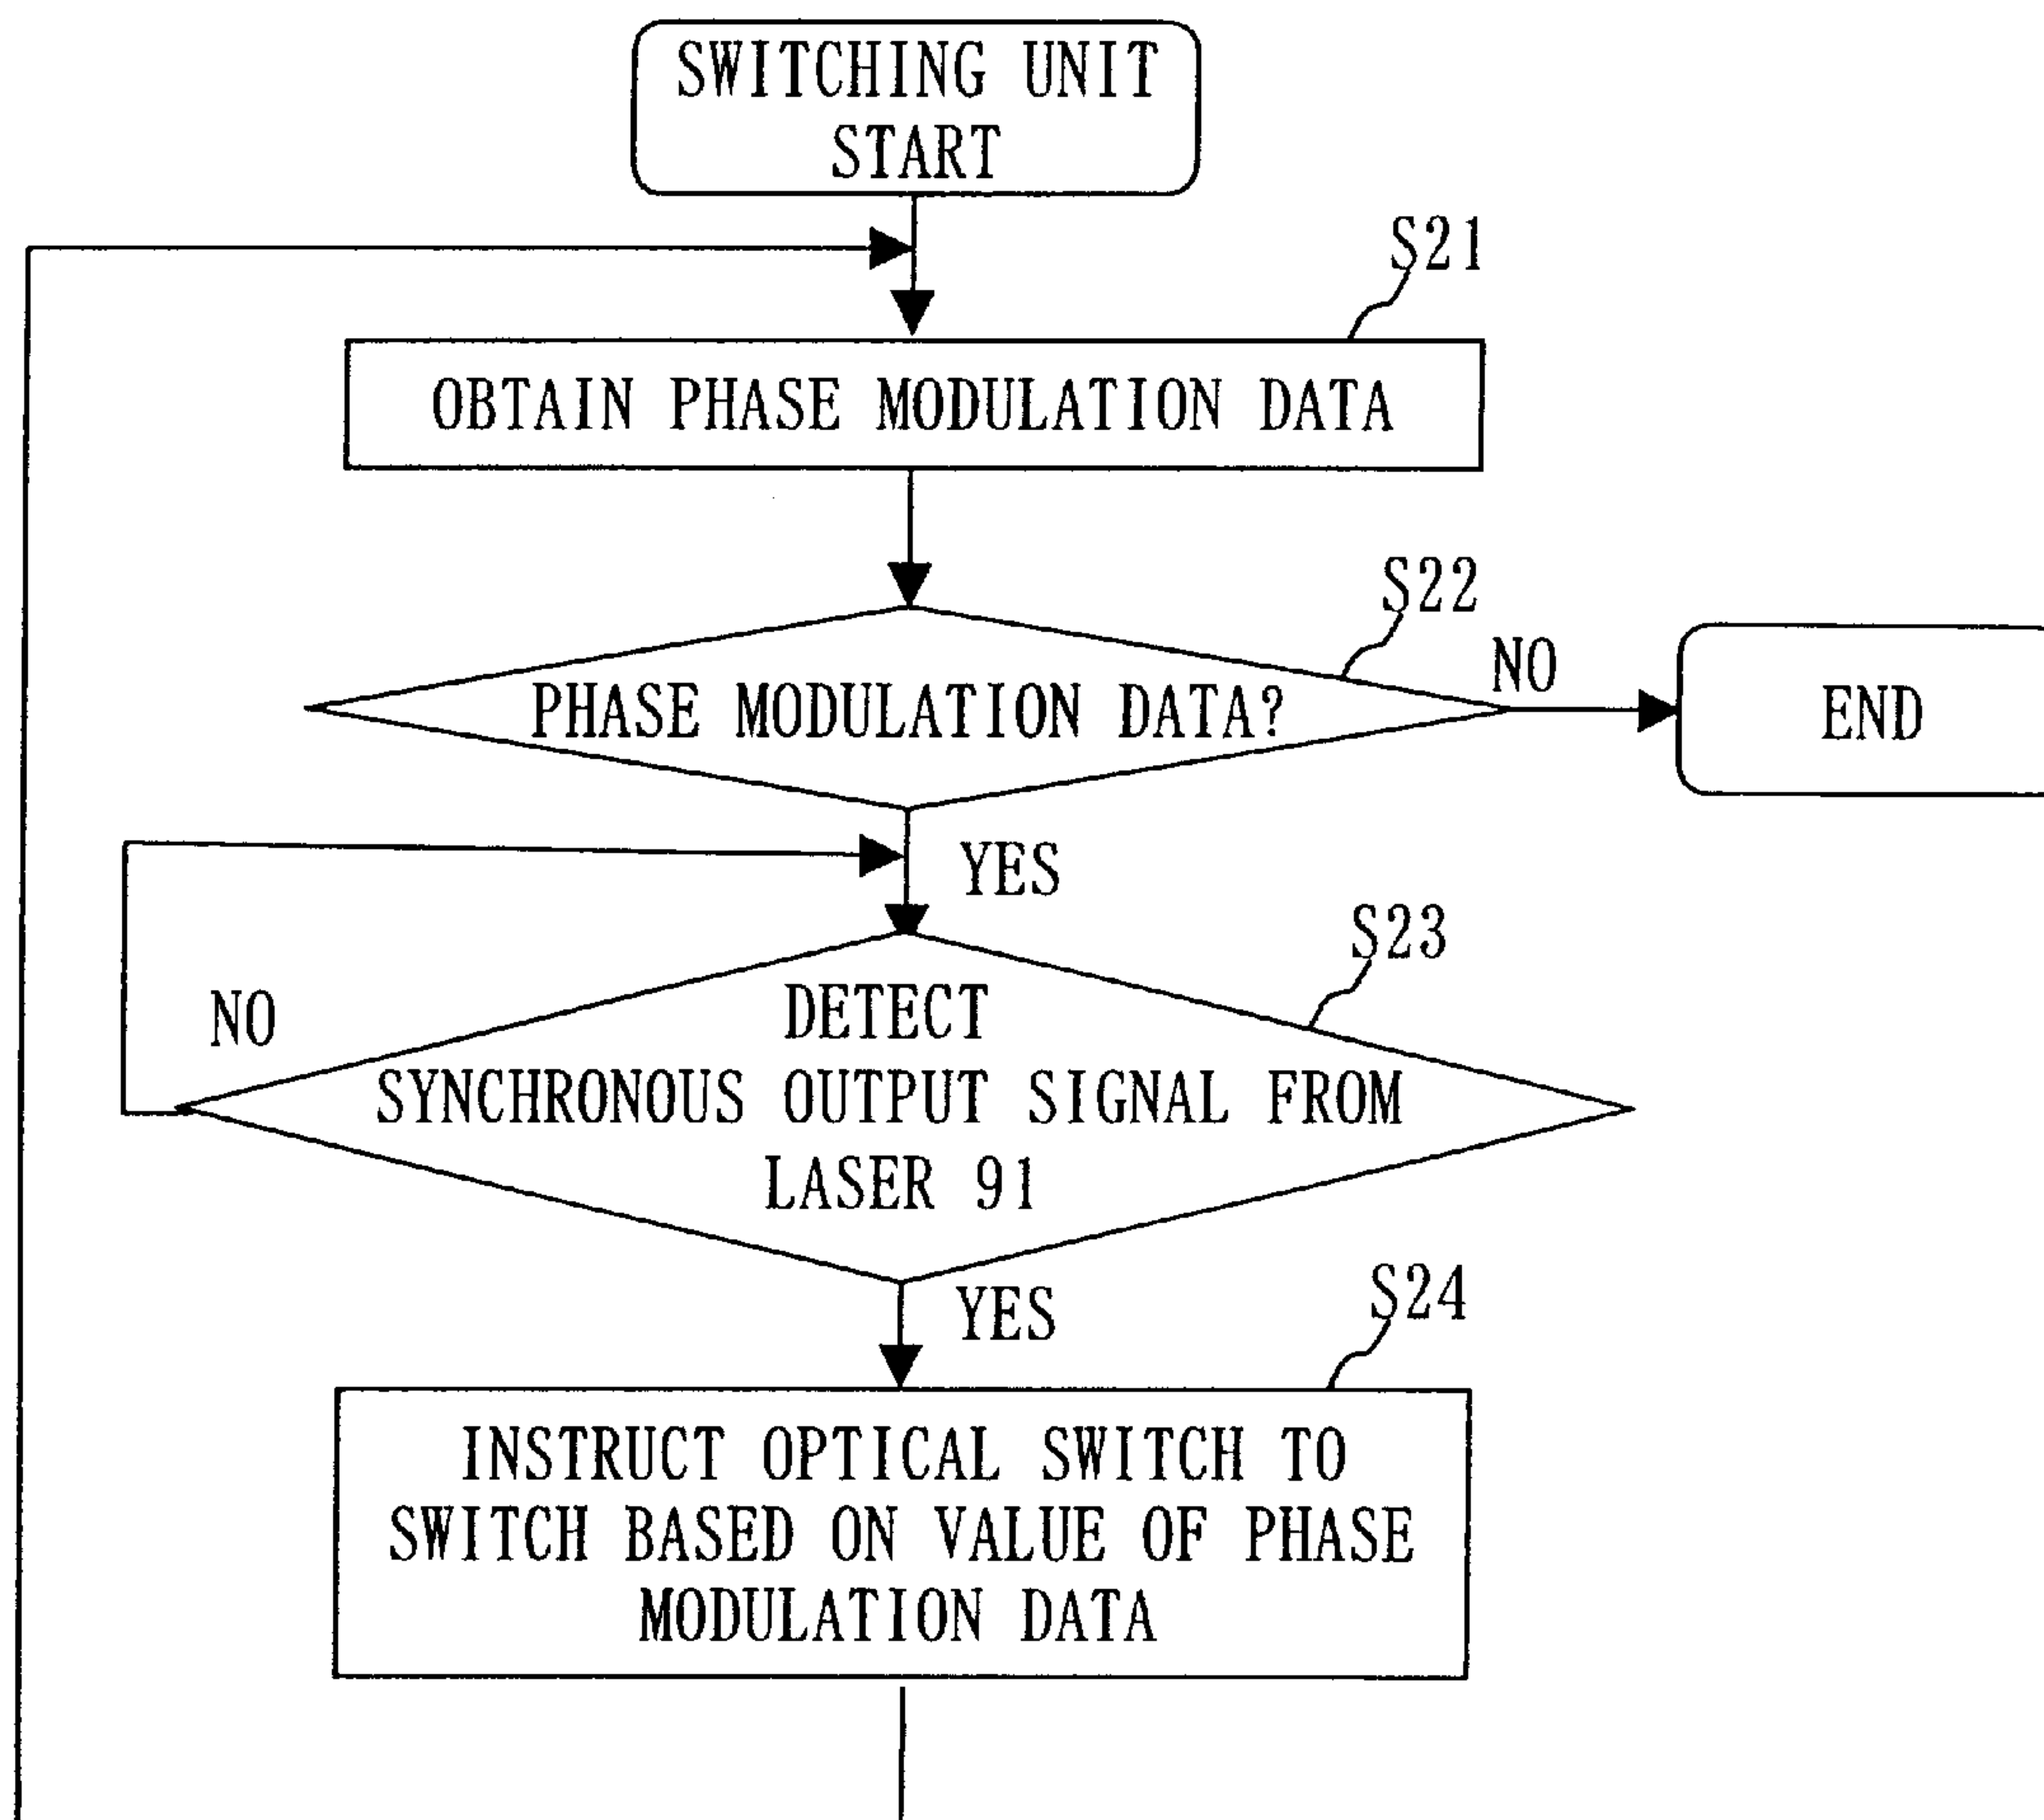 SWITCHING UNIT
START
S21
OBTAIN PHASE MODULATION DATA
S22
NO
PHASE MODULATION DATA?
END
YES
S23
NO
DETECT
SYNCHRONOUS OUTPUT SIGNAL FROM
LASER 91
YES
S24
INSTRUCT OPTICAL SWITCH TO
SWITCH BASED ON VALUE OF PHASE
MODULATION DATA